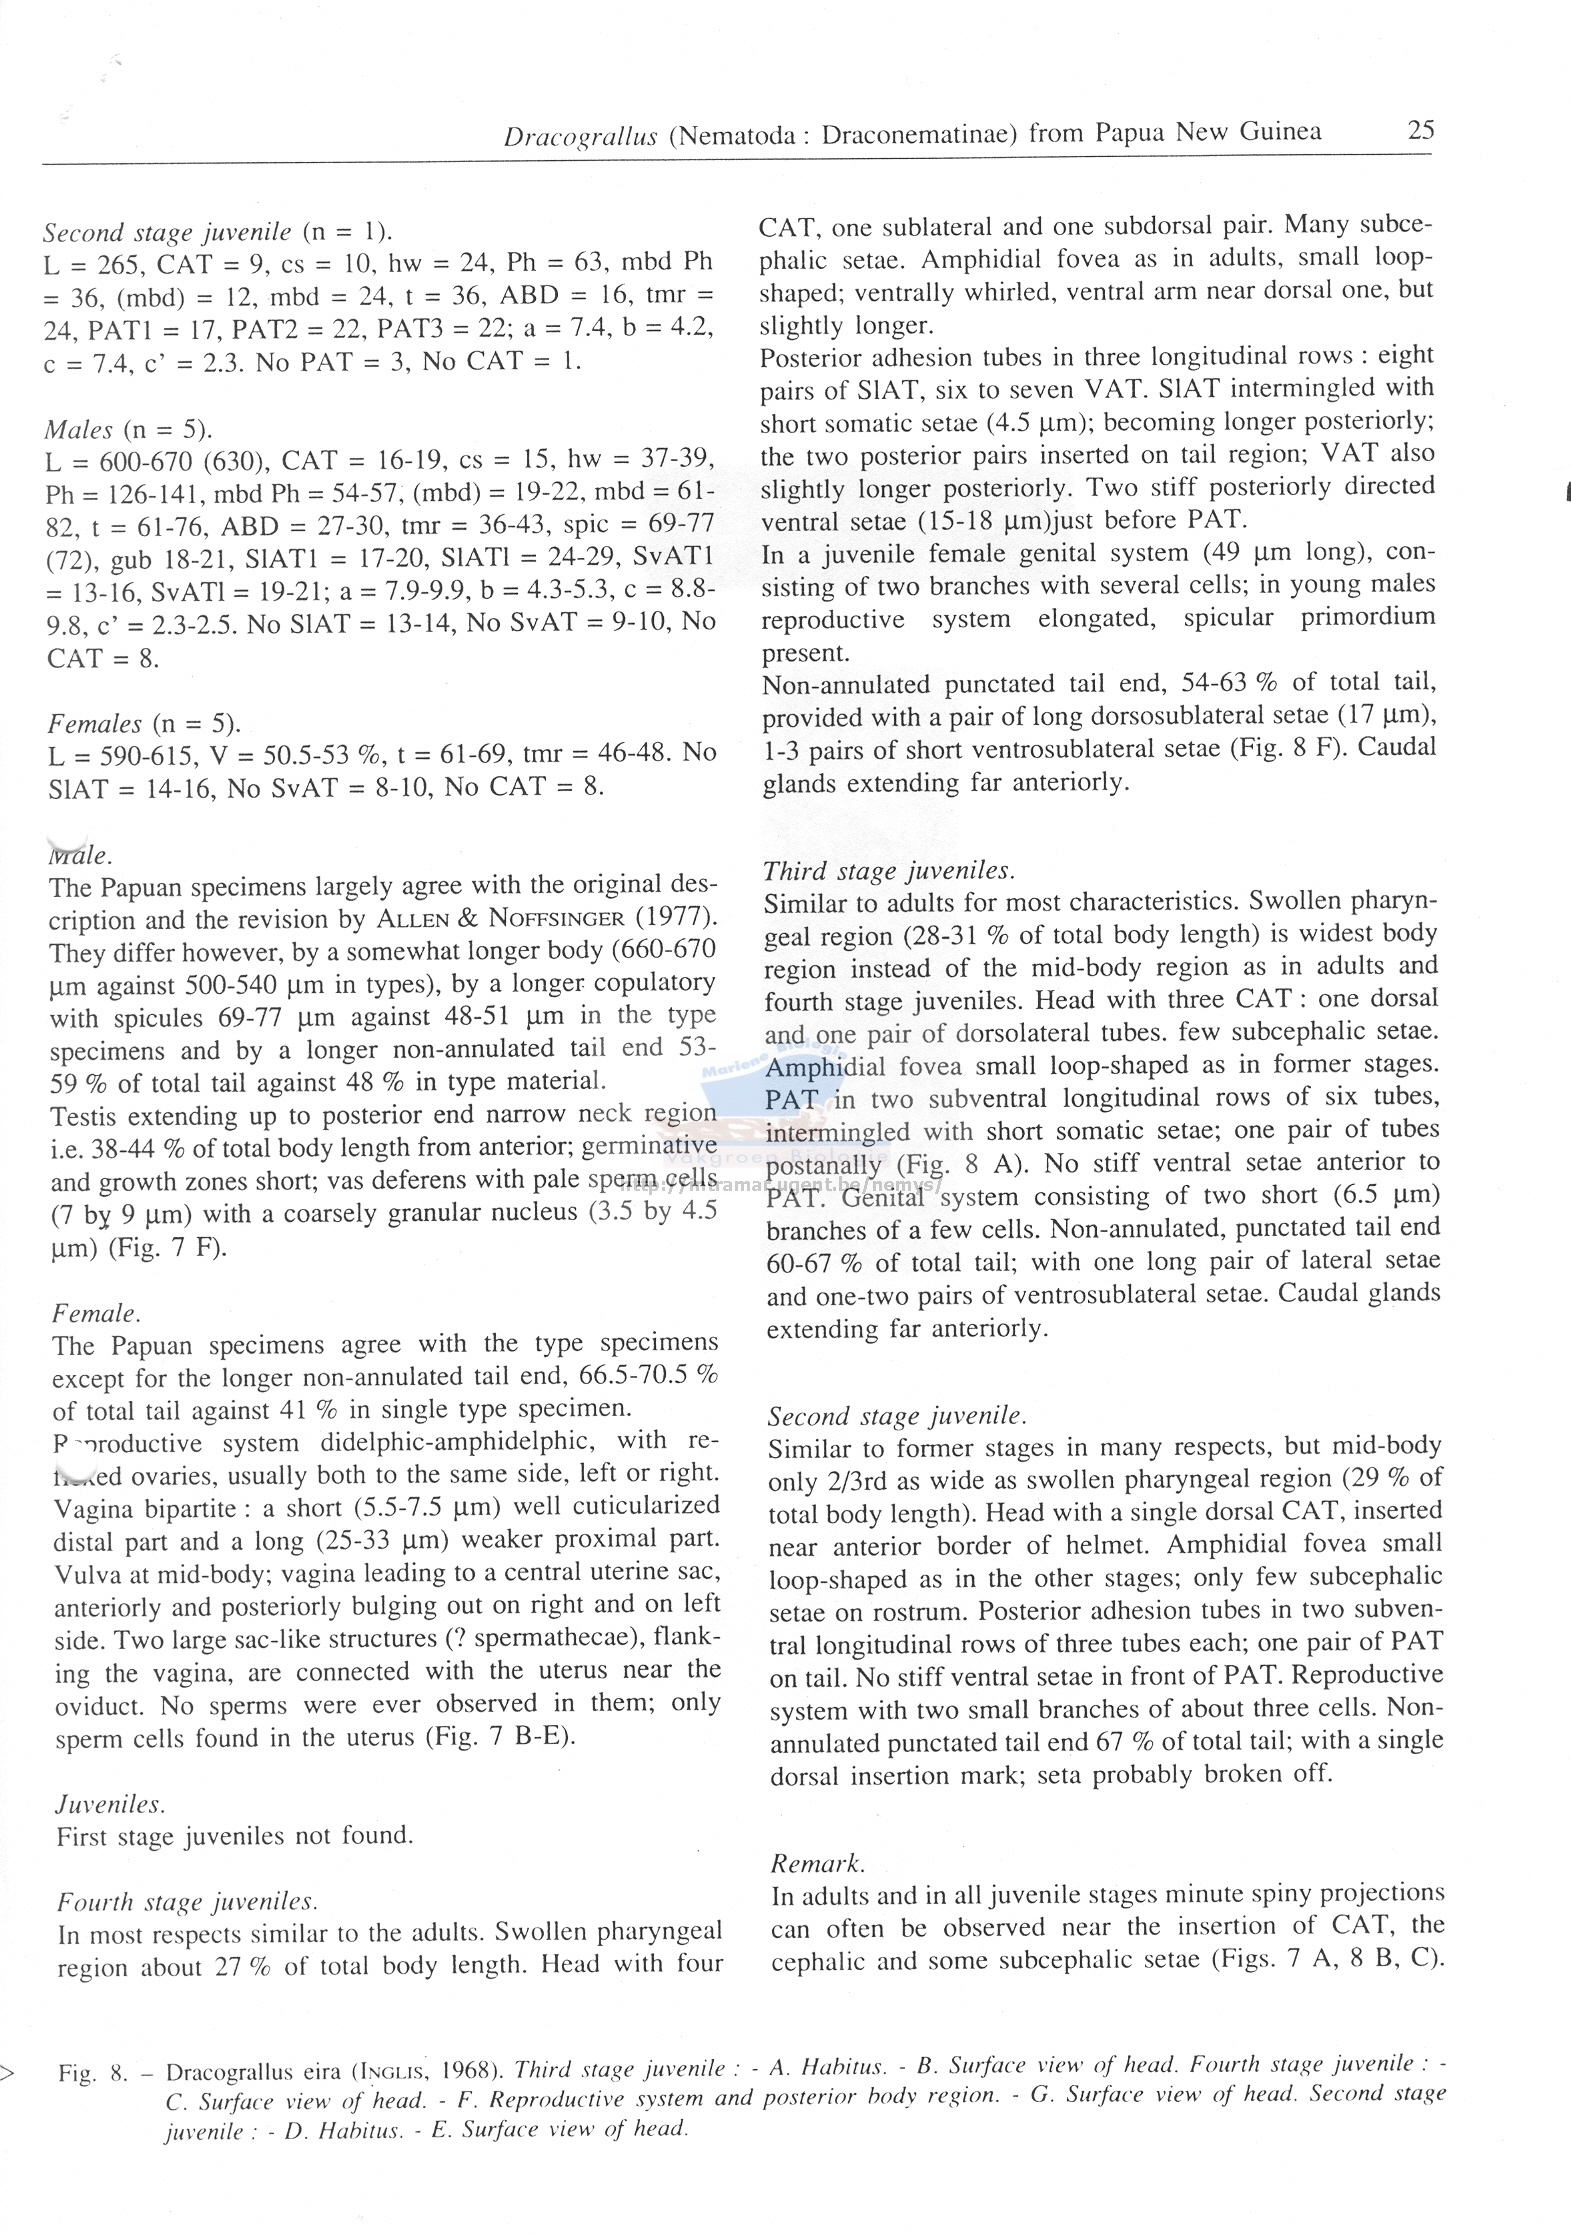 Dracograllus (Nematoda : Draconematinae) from Papua New Guinea 25
Second stage juvenile (n = 1).
L = 265, CAT = 9, cs = 10, hw = 24, Ph = 63, mbd Ph
= 36, (mbd) = 12, mbd = 24, t = 36, ABD = 16, tmr =
24, PAT1 = 17, PAT2 = 22, PAT3 = 22; a = 7.4, b = 4.2,
c = 7.4, c’ = 2.3. No PAT = 3, No CAT = 1.
Males (n = 5).
L = 600-670 (630), CAT = 16-19, cs = 15, hw = 37-39,
Ph = 126-141, mbd Ph = 54-57, (mbd) = 19-22, mbd = 61-
82, t = 61-76, ABD = 27-30, tmr = 36-43, spic = 69-77
(72), gub 18-21, SlAT1 = 17-20, SlATl = 24-29, SvAT1
= 13-16, SvATl = 19-21; a = 7.9-9.9, b = 4.3-5.3, c = 8.8-
9.8, c’ = 2.3-2.5. No SlAT = 13-14, No SvAT = 9-10, No
CAT = 8.
Females (n = 5).
L = 590-615, V = 50.5-53 %, t = 61-69, tmr = 46-48. No
SlAT = 14-16, No SvAT = 8-10, No CAT = 8.
Male.
The Papuan specimens largely agree with the original des-
cription and the revision by ALLEN & NOFFSINGER (1977).
They differ however, by a somewhat longer body (660-670
µm against 500-540 µm in types), by a longer copulatory
with spicules 69-77 µm against 48-51 µm in the type
specimens and by a longer non-annulated tail end 53-
59 % of total tail against 48 % in type material.
Testis extending up to posterior end narrow neck region
i.e. 38-44 % of total body length from anterior; germinative
and growth zones short; vas deferens with pale sperm cells
(7 by 9 µm) with a coarsely granular nucleus (3.5 by 4.5
µm) (Fig. 7 F).
Female.
The Papuan specimens agree with the type specimens
except for the longer non-annulated tail end, 66.5-70.5 %
of total tail against 41 % in single type specimen.
system didelphic-amphidelphic, with re-
ovaries, usually both to the same side, left or right.
Vagina bipartite : a short (5.5-7.5 µm) well cuticularized
distal part and a long (25-33 µm) weaker proximal part.
Vulva at mid-body; vagina leading to a central uterine sac,
anteriorly and posteriorly bulging out on right and on left
side. Two large sac-like structures (? spermathecae), flank-
ing the vagina, are connected with the uterus near the
oviduct. No sperms were ever observed in them; only
sperm cells found in the uterus (Fig. 7 B-E).
Juveniles.
First stage juveniles not found.
Fourth stage juveniles.
In most respects similar to the adults. Swollen pharyngeal
region about 27 % of total body length. Head with four
CAT, one sublateral and one subdorsal pair. Many subce-
phalic setae. Amphidial fovea as in adults, small loop-
shaped; ventrally whirled, ventral arm near dorsal one, but
slightly longer.
Posterior adhesion tubes in three longitudinal rows : eight
pairs of SlAT, six to seven VAT. SlAT intermingled with
short somatic setae (4.5 µm); becoming longer posteriorly;
the two posterior pairs inserted on tail region; VAT also
slightly longer posteriorly. Two stiff posteriorly directed
ventral setae (15-18 µm)just before PAT.
In a juvenile female genital system (49 µm long), con-
sisting of two branches with several cells; in young males
reproductive system elongated, spicular primordium
present.
Non-annulated punctated tail end, 54-63 % of total tail,
provided with a pair of long dorsosublateral setae (17 µm),
1-3 pairs of short ventrosublateral setae (Fig. 8 F). Caudal
glands extending far anteriorly.
Third stage juveniles.
Similar to adults for most characteristics. Swollen pharyn-
geal region (28-31 % of total body length) is widest body
region instead of the mid-body region as in adults and
fourth stage juveniles. Head with three CAT : one dorsal
and one pair of dorsolateral tubes. few subcephalic setae.
Amphidial fovea small loop-shaped as in former stages.
PAT in two subventral longitudinal rows of six tubes,
intermingled with short somatic setae; one pair of tubes
postanally (Fig. 8 A). No stiff ventral setae anterior to
PAT. Genital system consisting of two short (6.5 µm)
branches of a few cells. Non-annulated, punctated tail end
60-67 % of total tail; with one long pair of lateral setae
and one-two pairs of ventrosublateral setae. Caudal glands
extending far anteriorly.
Second stage juvenile.
Similar to former stages in many respects, but mid-body
only 2/3rd as wide as swollen pharyngeal region (29 % of
total body length). Head with a single dorsal CAT, inserted
near anterior border of helmet. Amphidial fovea small
loop-shaped as in the other stages; only few subcephalic
setae on rostrum. Posterior adhesion tubes in two subven-
tral longitudinal rows of three tubes each; one pair of PAT
on tail. No stiff ventral setae in front of PAT. Reproductive
system with two small branches of about three cells. Non-
annulated punctated tail end 67 % of total tail; with a single
dorsal insertion mark; seta probably broken off.
Remark.
In adults and in all juvenile stages minute spiny projections
can often be observed near the insertion of CAT, the
cephalic and some subcephalic setae (Figs. 7 A, 8 B, C).
Mariene Biologie
Vakgroep Biologie
> Fig. 8. – Dracograllus eira (INGLIS, 1968). Third stage juvenile : - A. Habitus. - B. Surface view of head. Fourth stage juvenile : -
C. Surface view of head. - F. Reproductive system and posterior body region. - G. Surface view of head. Second stage
juvenile : - D. Habitus. - E. Surface view of head.